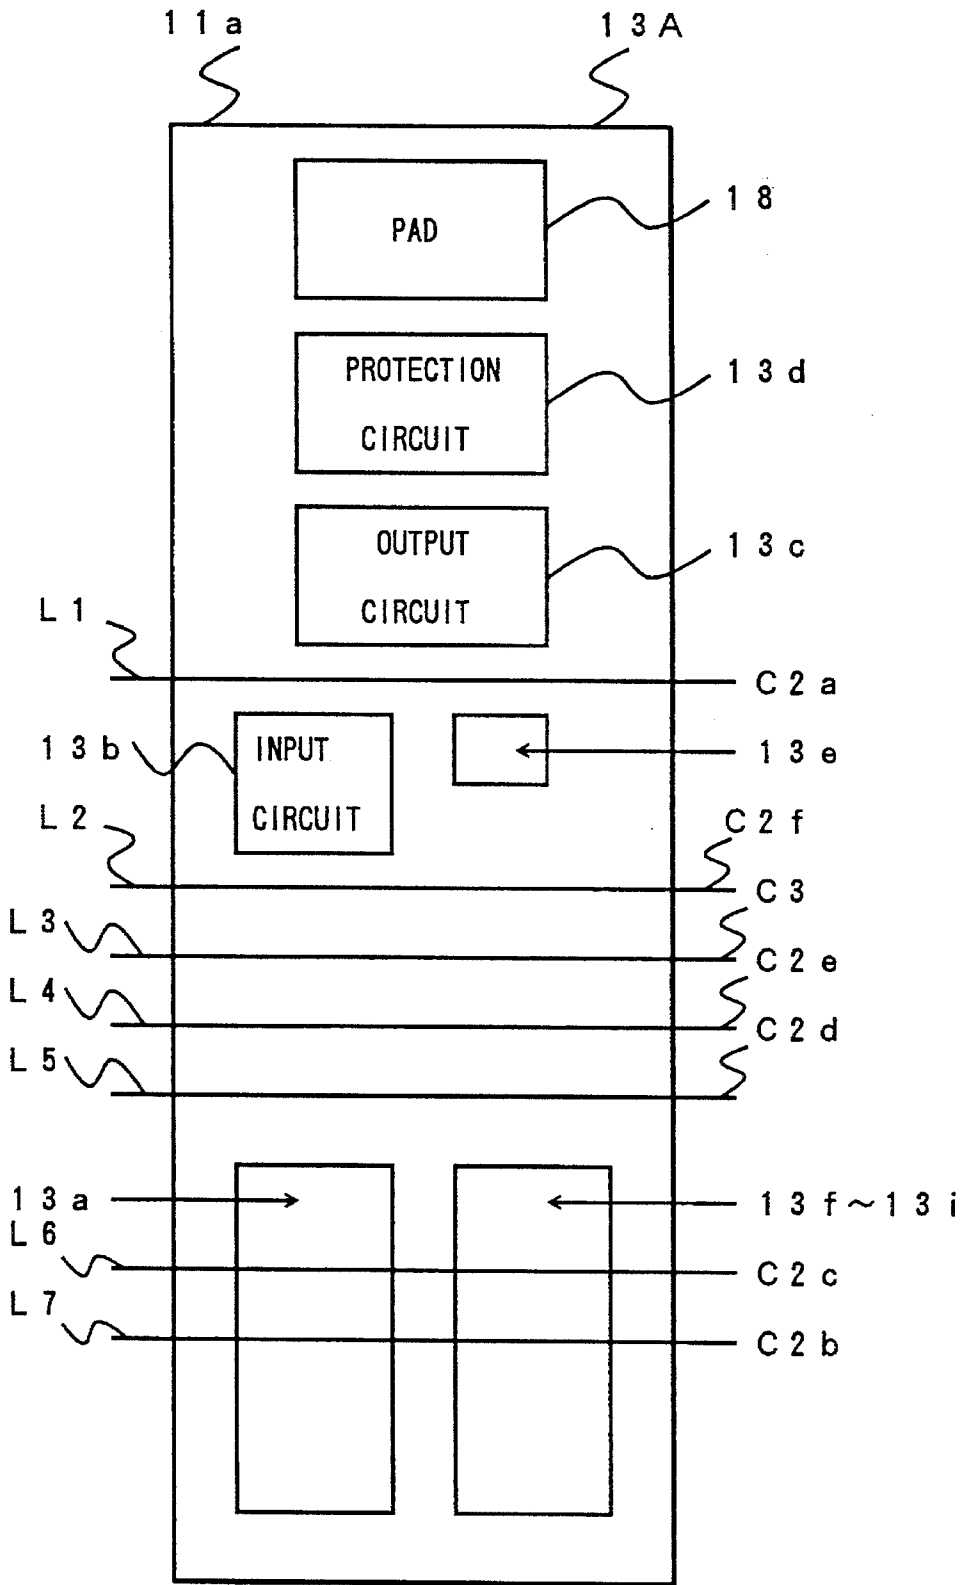 11a
13A
PAD
18
PROTECTION
CIRCUIT
13d
OUTPUT
CIRCUIT
13c
L1
C2a
13b
INPUT
CIRCUIT
13e
L2
C2f
C3
L3
C2e
L4
C2d
L5
13a
13f~13i
L6
C2c
L7
C2b